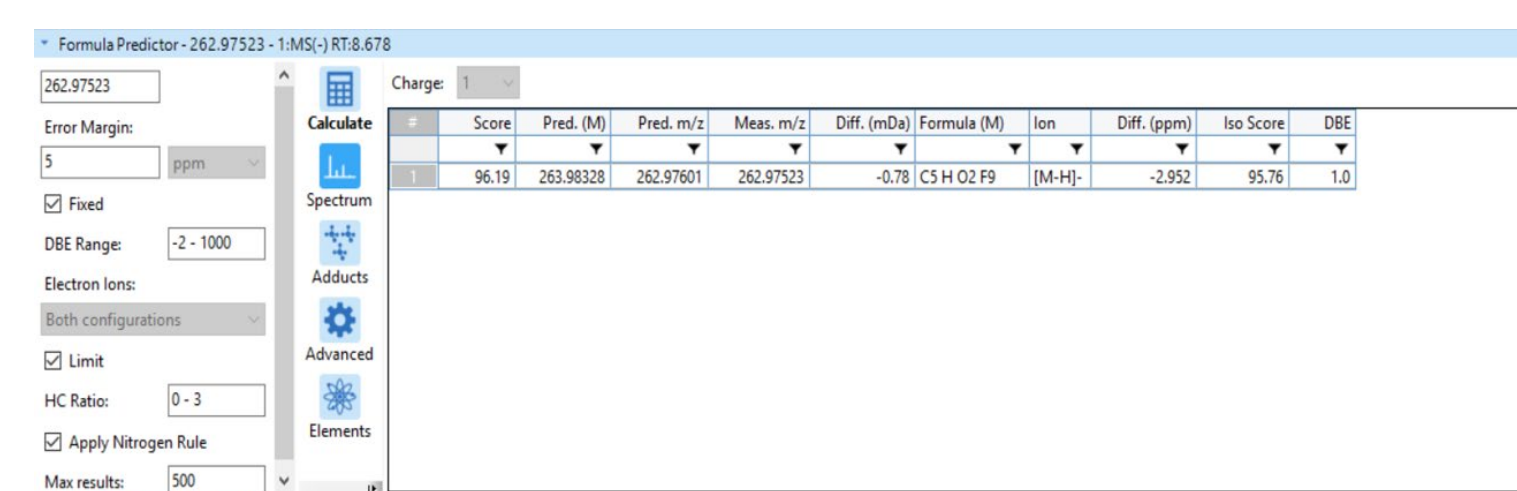 Formula Predictor - 262.97523 - 1:MS(-) RT:8.678
262.97523
Error Margin:
5 ppm
Fixed
DBE Range: -2 - 1000
Electron Ions:
Both configurations
Limit
HC Ratio: 0 - 3
Apply Nitrogen Rule
Max results: 500
Calculate
Spectrum
Adducts
Advanced
Elements
Charge: 1
# Score Pred. (M) Pred. m/z Meas. m/z Diff. (mDa) Formula (M) Ion Diff. (ppm) Iso Score DBE
1 96.19 263.98328 262.97601 262.97523 -0.78 C5 H O2 F9 [M-H]- -2.952 95.76 1.0